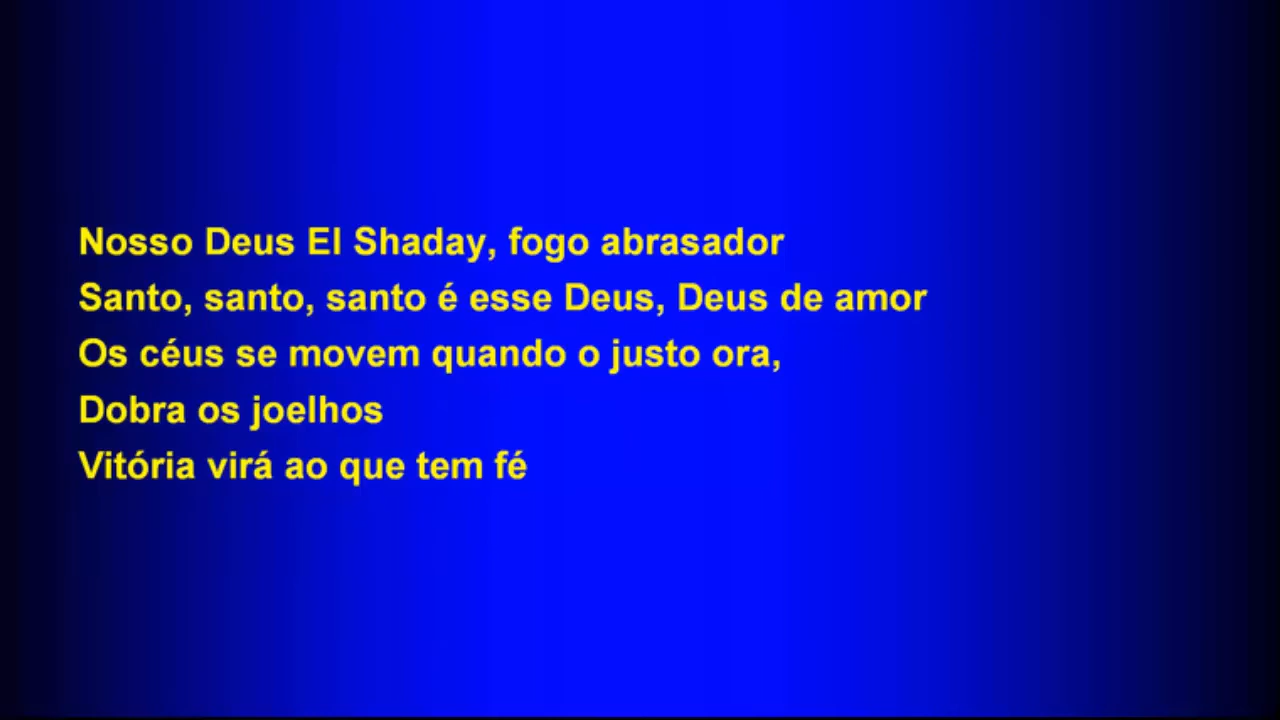 Nosso Deus El Shaday, fogo abrasador
Santo, santo, santo é esse Deus, Deus de amor
Os céus se movem quando o justo ora,
Dobra os joelhos
Vitória virá ao que tem fé